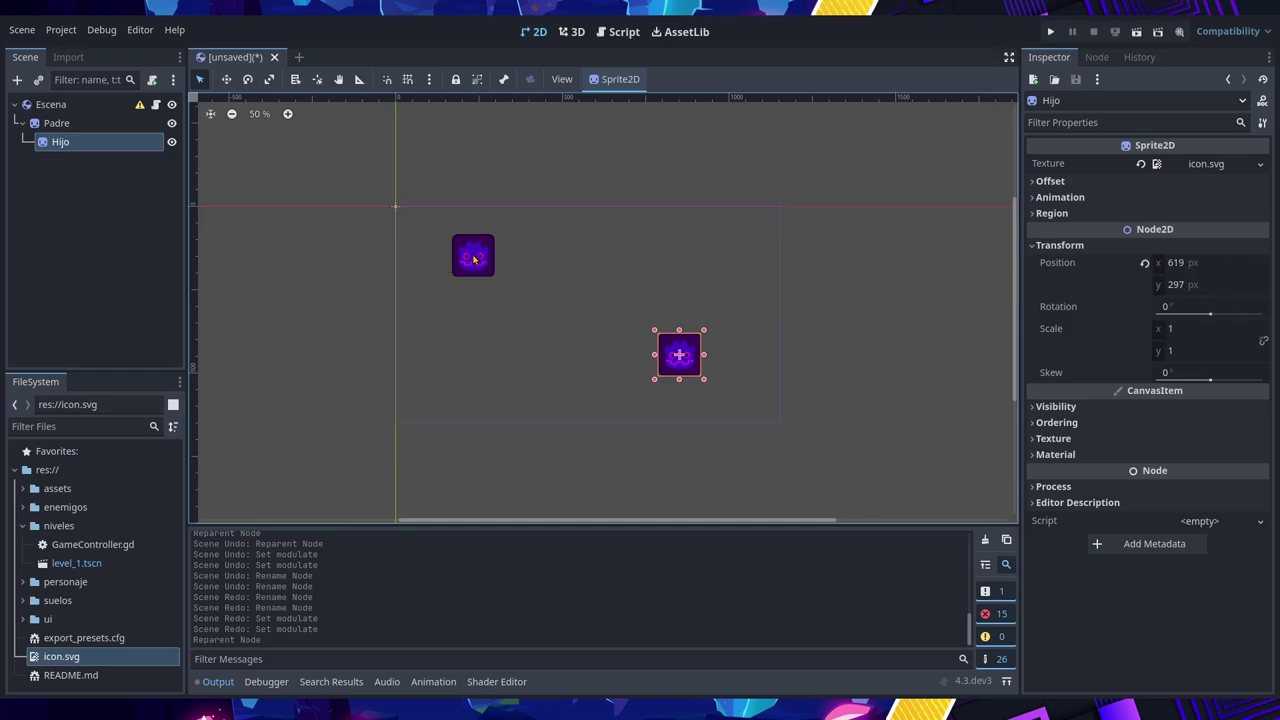 Scene Project Debug Editor Help
2D 3D Script AssetLib
Compatibility
Scene Import
[unsaved](*)
Inspector Node History
Filter: name, t:t
View Sprite2D
Escena
Padre
Hijo
-500 0 500 1000 1500
50 %
0
500
Hijo
Filter Properties
Sprite2D
Texture icon.svg
Offset
Animation
Region
Node2D
Transform
Position x 619 px
y 297 px
Rotation 0 °
Scale x 1
y 1
Skew 0 °
CanvasItem
Visibility
Ordering
Texture
Material
Node
Process
Editor Description
Script <empty>
Add Metadata
FileSystem
res://icon.svg
Filter Files
Favorites:
res://
assets
enemigos
niveles
GameController.gd
level_1.tscn
personaje
suelos
ui
export_presets.cfg
icon.svg
README.md
Reparent Node
Scene Undo: Reparent Node
Scene Undo: Set modulate
Scene Undo: Set modulate
Scene Undo: Rename Node
Scene Redo: Rename Node
Scene Undo: Rename Node
Scene Redo: Rename Node
Scene Redo: Set modulate
Scene Redo: Set modulate
Reparent Node
1
15
0
26
Filter Messages
Output Debugger Search Results Audio Animation Shader Editor
4.3.dev3